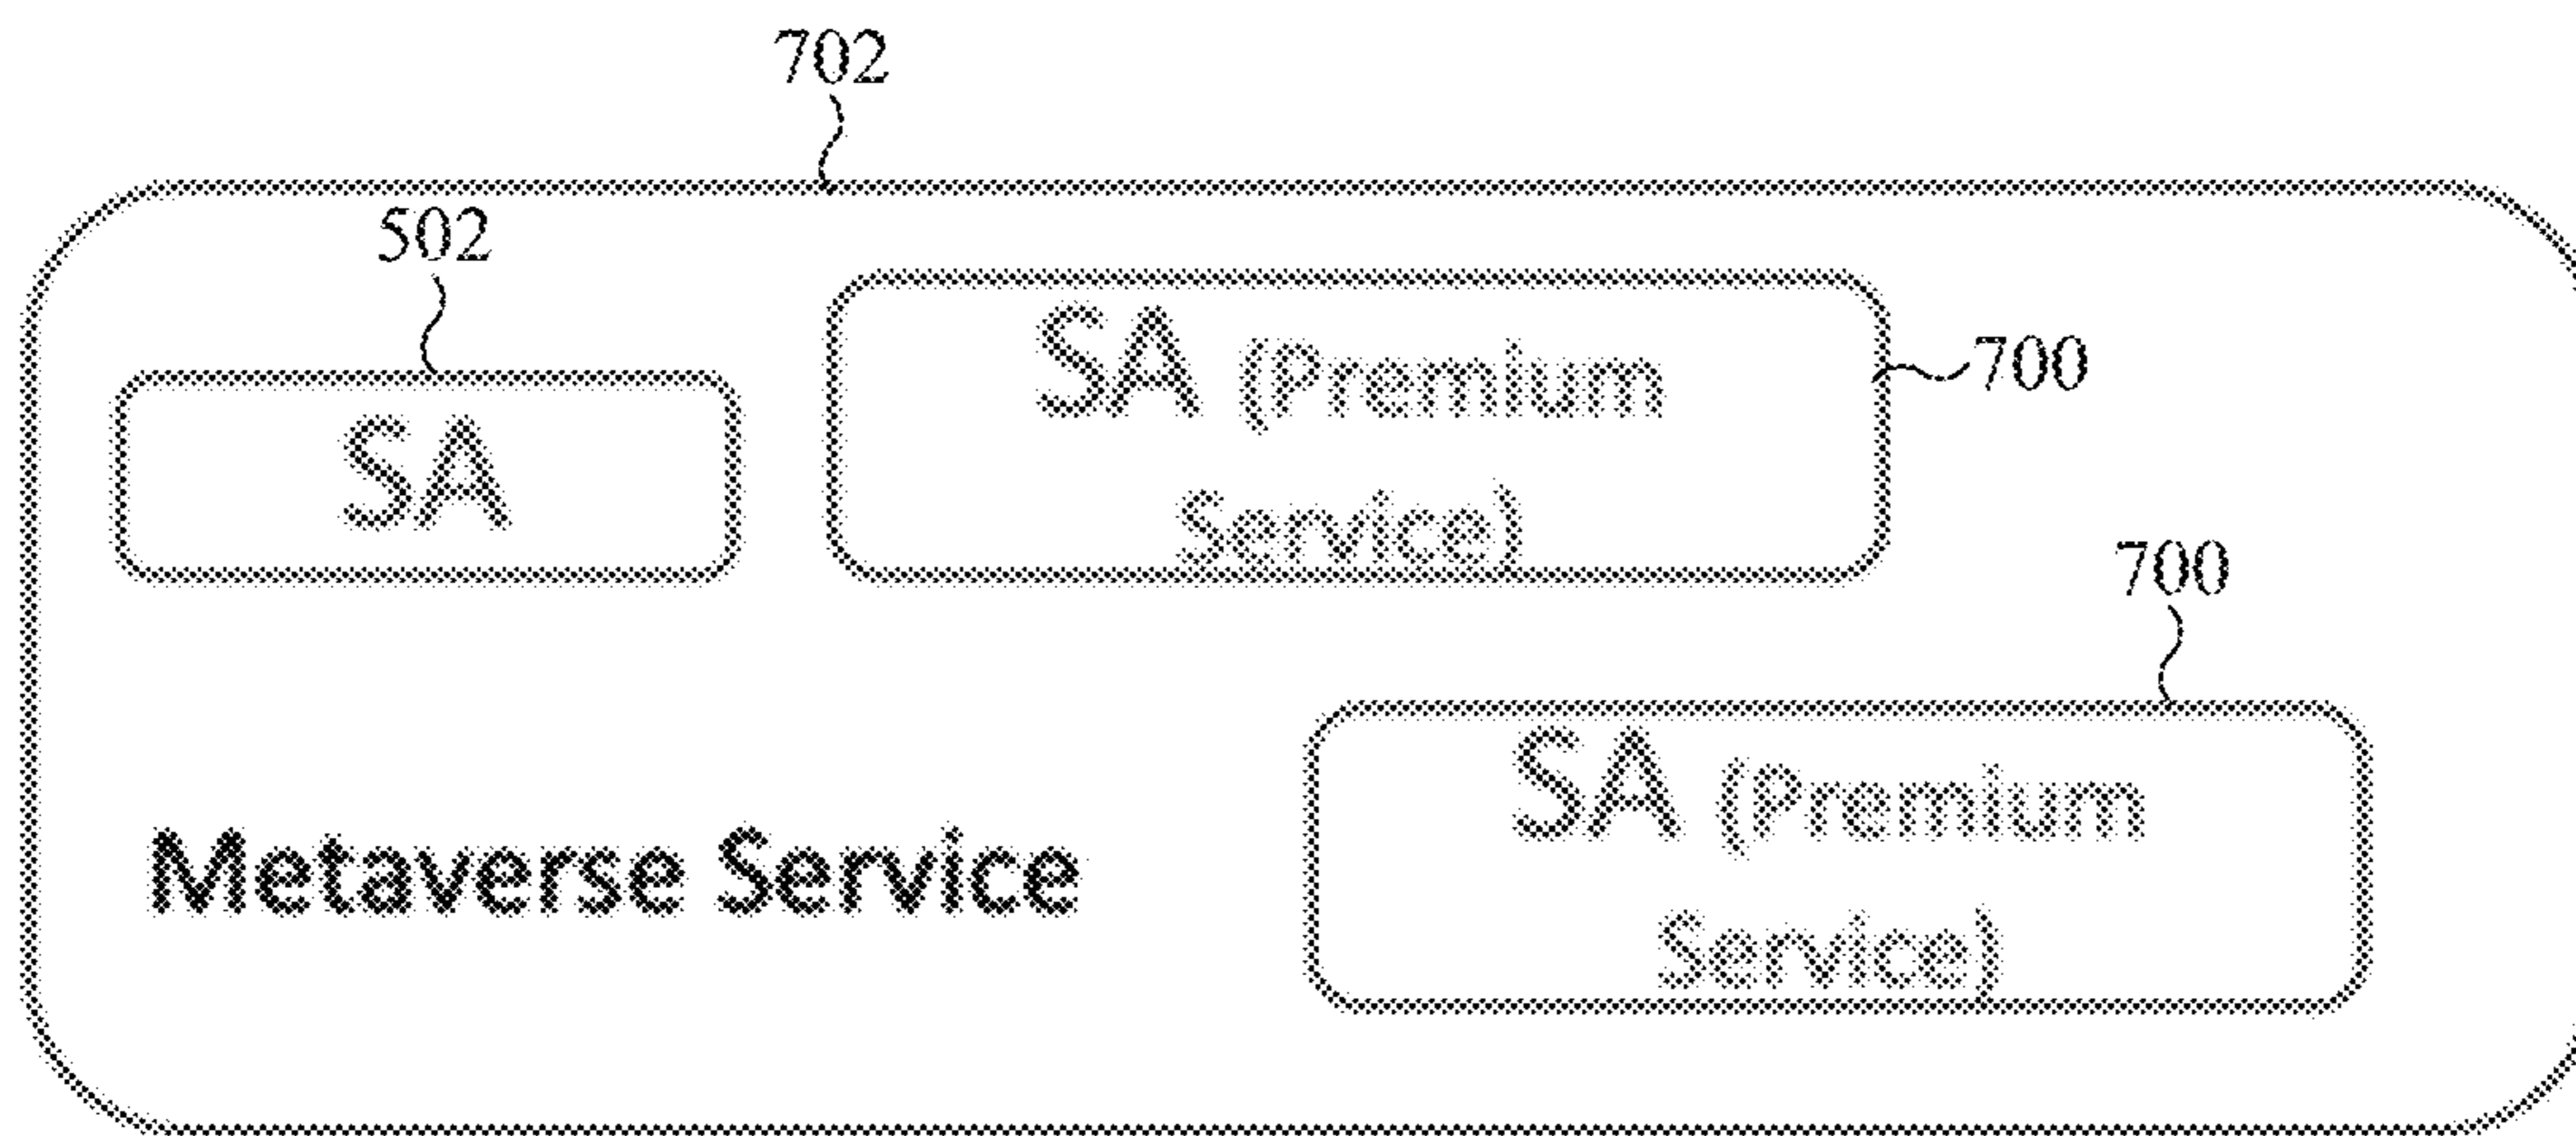 702
502
SA (Premium
Service)
700
SA
700
SA (Premium
Service)
Metaverse Service